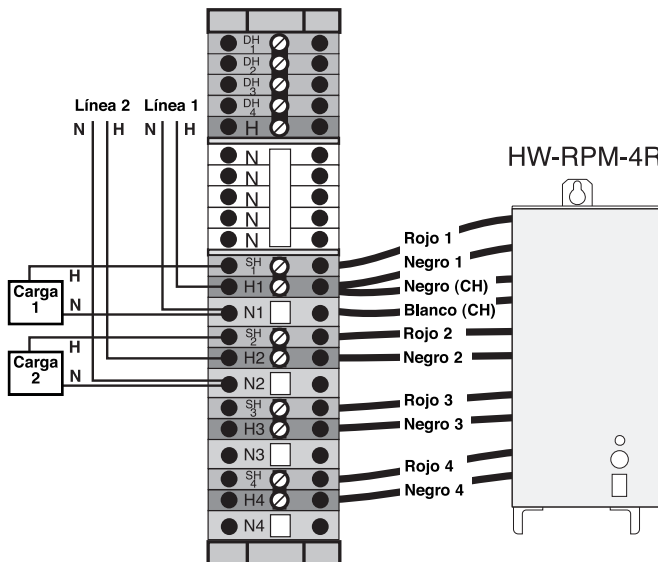 DH 1
DH 2
DH 3
DH 4
H
Línea 2 Línea 1
N H N H
N
N
N
N
N
HW-RPM-4R
SH 1
H1
N1
SH 2
H2
N2
SH 3
H3
N3
SH 4
H4
N4
H
Carga 1
N
H
Carga 2
N
Rojo 1
Negro 1
Negro (CH)
Blanco (CH)
Rojo 2
Negro 2
Rojo 3
Negro 3
Rojo 4
Negro 4